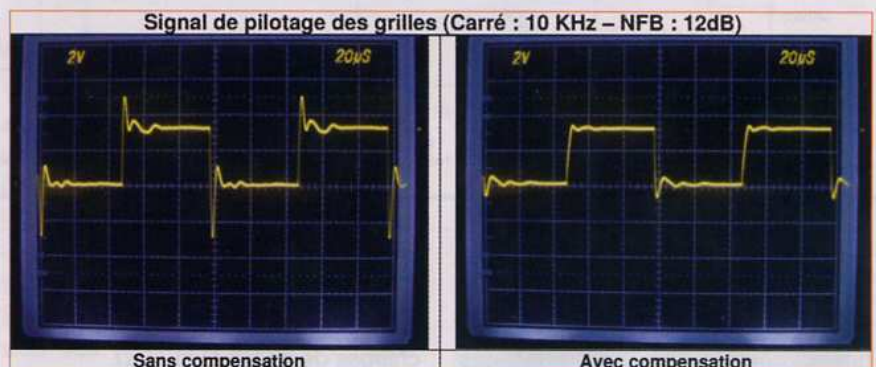 Signal de pilotage des grilles (Carré : 10 KHz – NFB : 12dB)
2V 20µS
2V 20µS
Sans compensation
Avec compensation